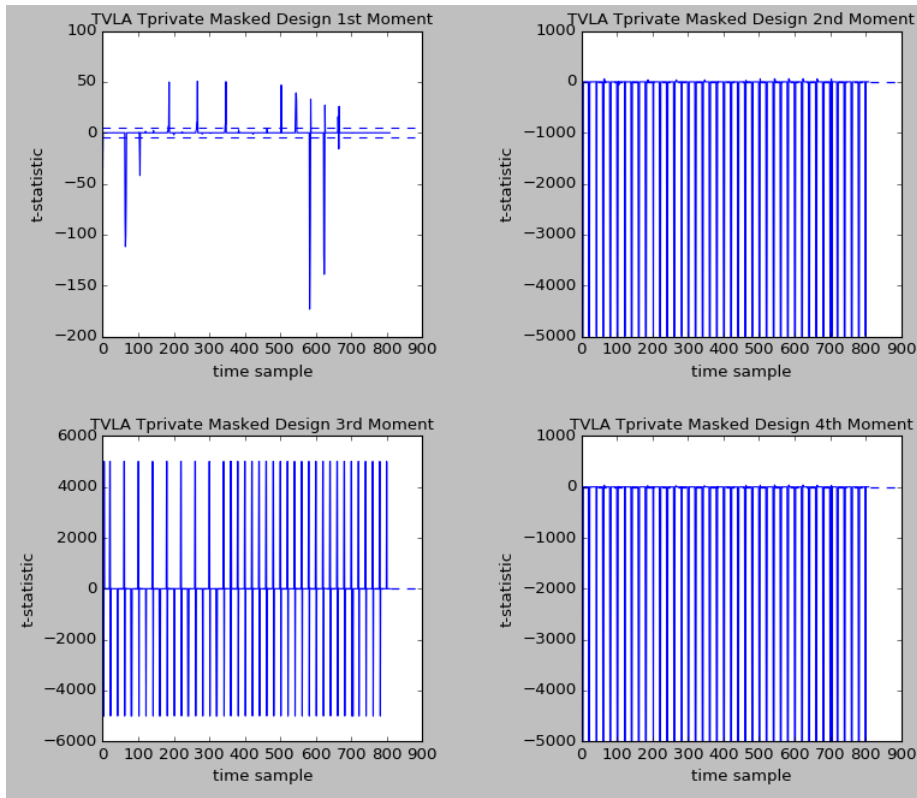 TVLA Tprivate Masked Design 1st Moment
100
50
0
−50
−100
−150
−200
t-statistic
0 100 200 300 400 500 600 700 800 900
time sample
TVLA Tprivate Masked Design 2nd Moment
1000
0
−1000
−2000
−3000
−4000
−5000
t-statistic
0 100 200 300 400 500 600 700 800 900
time sample
TVLA Tprivate Masked Design 3rd Moment
6000
4000
2000
0
−2000
−4000
−6000
t-statistic
0 100 200 300 400 500 600 700 800 900
time sample
TVLA Tprivate Masked Design 4th Moment
1000
0
−1000
−2000
−3000
−4000
−5000
t-statistic
0 100 200 300 400 500 600 700 800 900
time sample